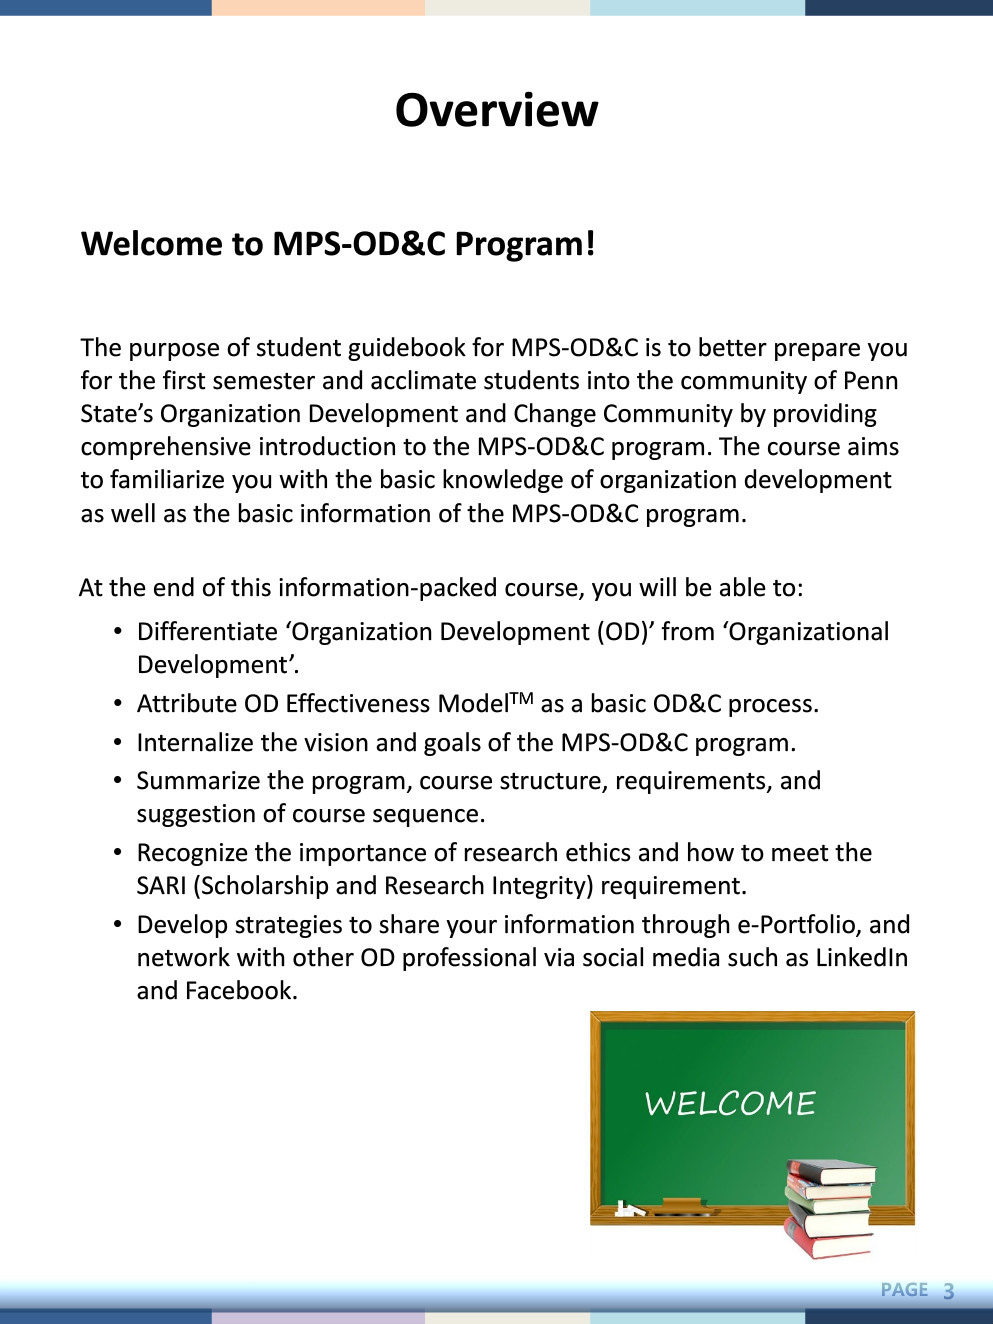 Overview
Welcome to MPS-OD&C Program!
The purpose of student guidebook for MPS-OD&C is to better prepare you
for the first semester and acclimate students into the community of Penn
State’s Organization Development and Change Community by providing
comprehensive introduction to the MPS-OD&C program. The course aims
to familiarize you with the basic knowledge of organization development
as well as the basic information of the MPS-OD&C program.
At the end of this information-packed course, you will be able to:
• Differentiate ‘Organization Development (OD)’ from ‘Organizational
Development’.
• Attribute OD Effectiveness Model™ as a basic OD&C process.
• Internalize the vision and goals of the MPS-OD&C program.
• Summarize the program, course structure, requirements, and
suggestion of course sequence.
• Recognize the importance of research ethics and how to meet the
SARI (Scholarship and Research Integrity) requirement.
• Develop strategies to share your information through e-Portfolio, and
network with other OD professional via social media such as LinkedIn
and Facebook.
WELCOME
PAGE 3